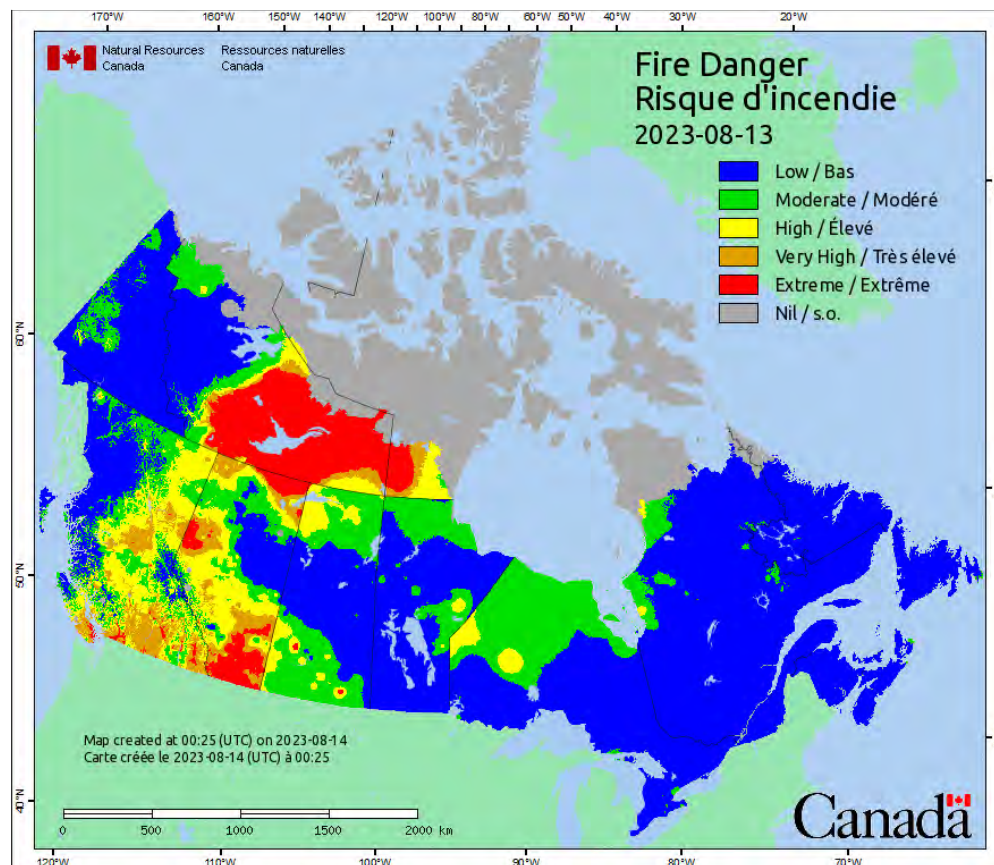 170°W 160°W 150°W 140°W 130°W 120°W 110°W 100°W 90°W 80°W 70°W 60°W 50°W 40°W 30°W 20°W
Natural Resources Ressources naturelles
Canada Canada
Fire Danger
Risque d'incendie
2023-08-13
Low / Bas
Moderate / Modéré
High / Élevé
Very High / Très élevé
Extreme / Extrême
Nil / s.o.
60°N
50°N
40°N
Map created at 00:25 (UTC) on 2023-08-14
Carte créée le 2023-08-14 (UTC) à 00:25
0 500 1000 1500 2000 km
Canada
120°W 110°W 100°W 90°W 80°W 70°W